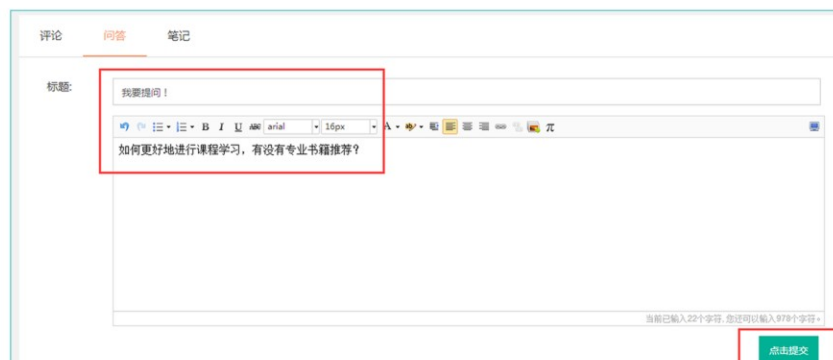 评论 问答 笔记
标题:
我要提问！
B I U ABC arial 16px A π
如何更好地进行课程学习，有没有专业书籍推荐？
当前已输入22个字符, 您还可以输入978个字符。
点击提交